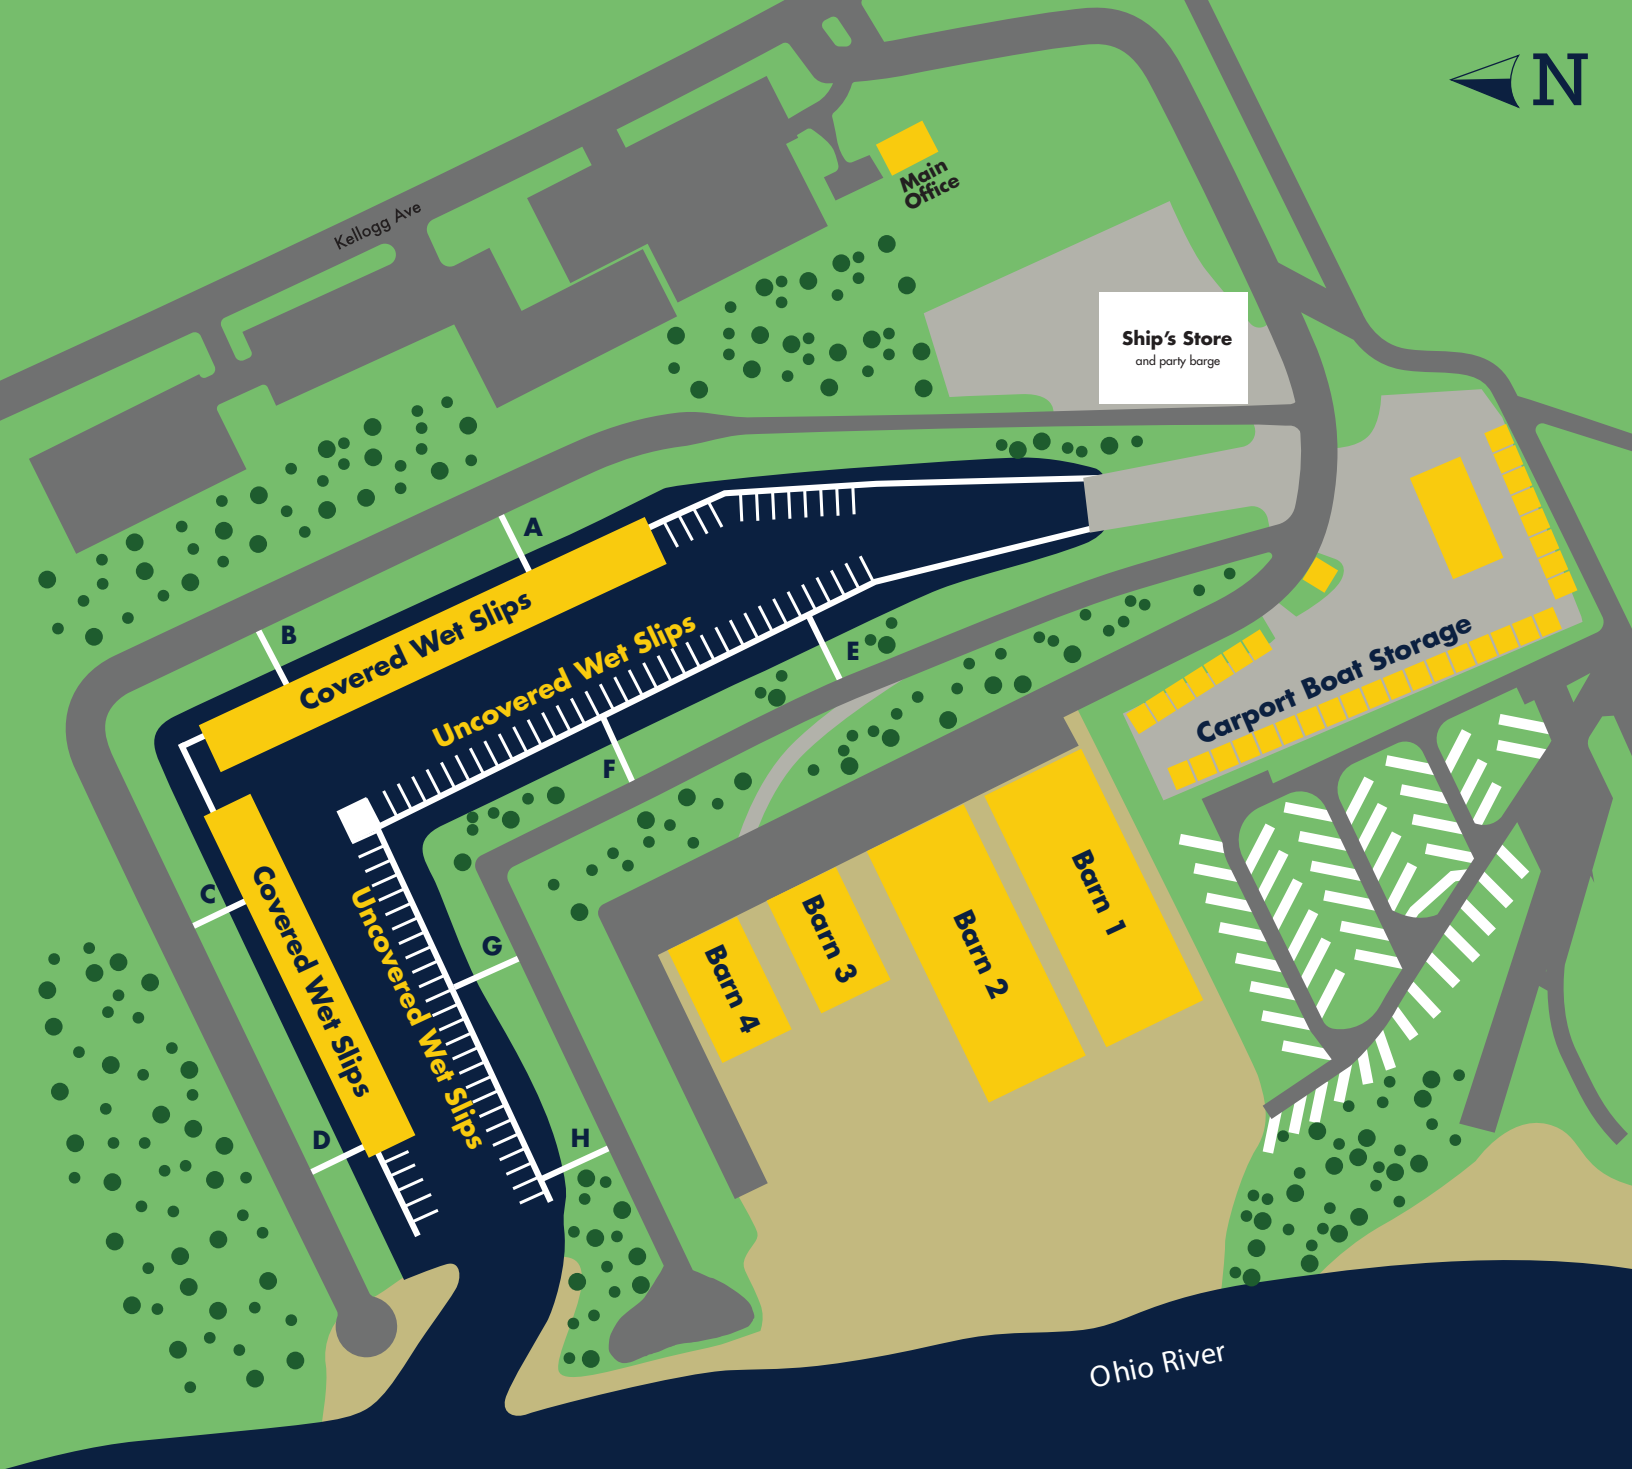 N
Main
Office
Kellogg Ave
Ship's Store
and party barge
A
B
Covered Wet Slips
Uncovered Wet Slips
E
F
Carport Boat Storage
C
Covered Wet Slips
Uncovered Wet Slips
G
D
H
Barn 1
Barn 2
Barn 3
Barn 4
Ohio River